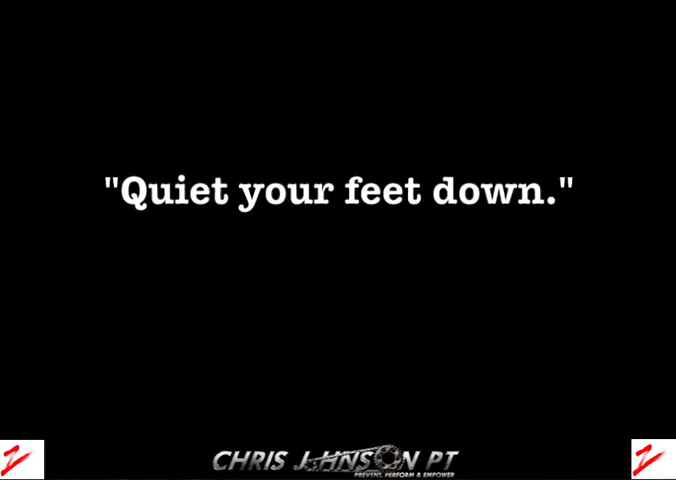 "Quiet your feet down."
CHRIS JOHNSON PT
PREVENT, PERFORM & EMPOWER